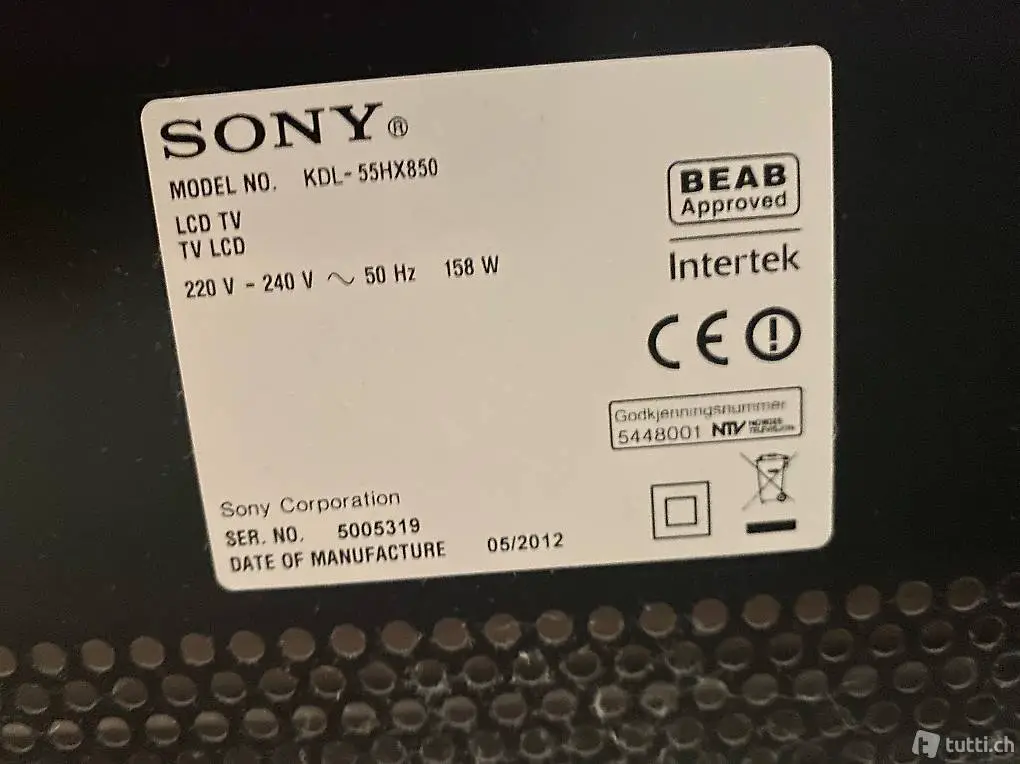 SONY®
MODEL NO. KDL-55HX850
LCD TV
TV LCD
220 V - 240 V ~ 50 Hz 158 W
BEAB
Approved
Intertek
CE
Godkjenningsnummer
5448001 NTV
Sony Corporation
SER. NO. 5005319
DATE OF MANUFACTURE 05/2012
tutti.ch